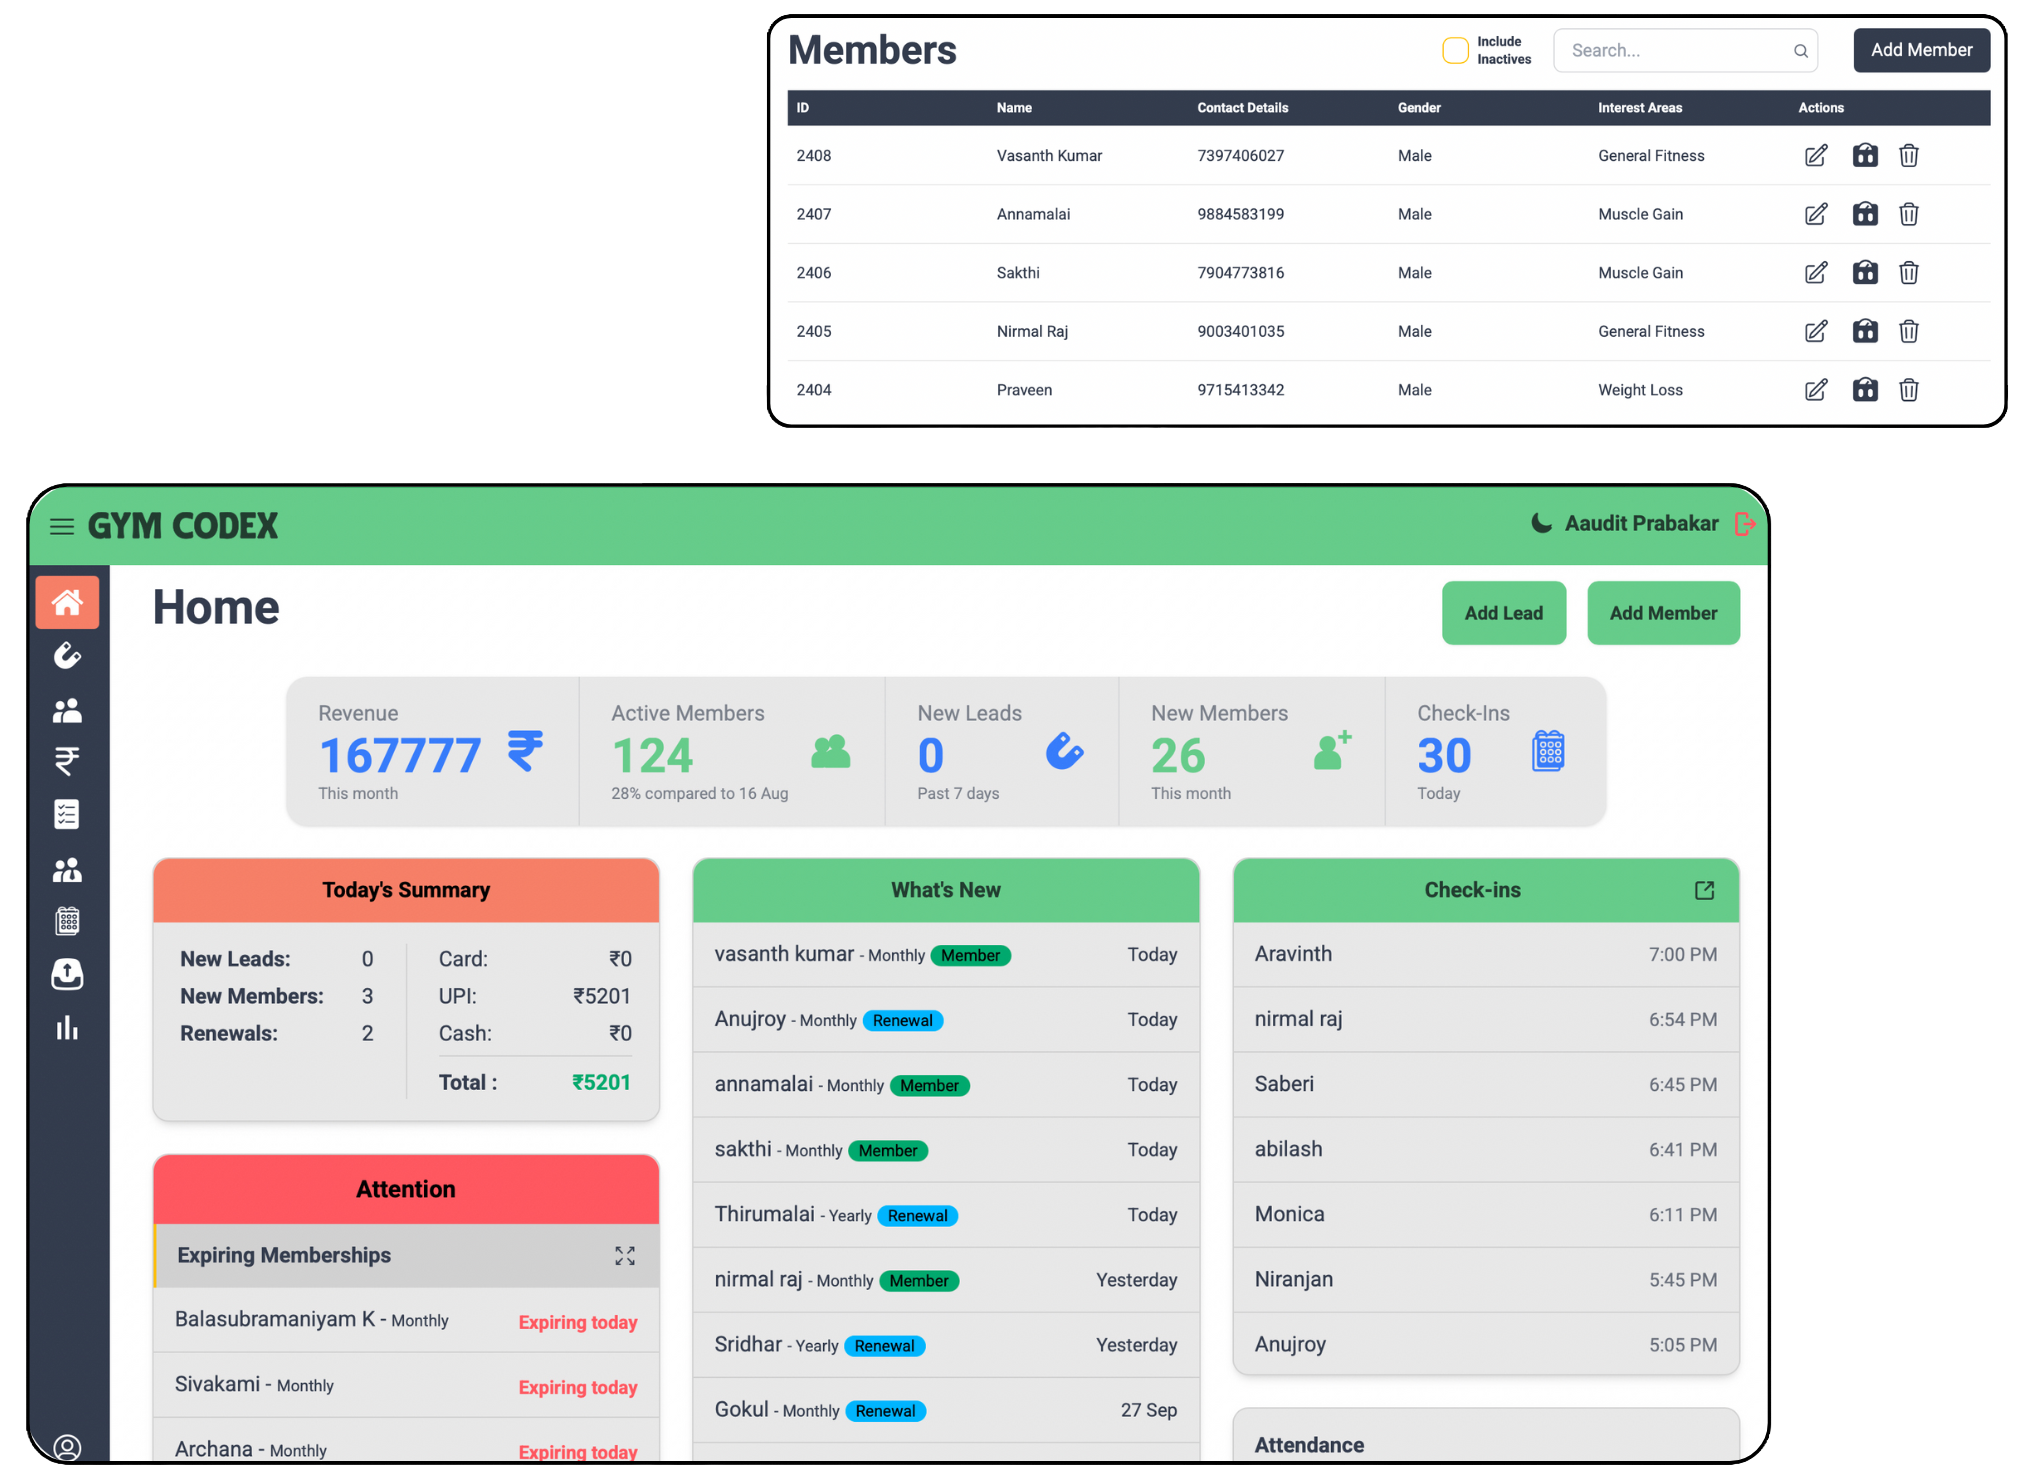 Members
Include
Inactives
Search...
Add Member
ID Name Contact Details Gender Interest Areas Actions
2408 Vasanth Kumar 7397406027 Male General Fitness
2407 Annamalai 9884583199 Male Muscle Gain
2406 Sakthi 7904773816 Male Muscle Gain
2405 Nirmal Raj 9003401035 Male General Fitness
2404 Praveen 9715413342 Male Weight Loss
GYM CODEX
Aaudit Prabakar
Home
Add Lead
Add Member
Revenue
167777 ₹
This month
Active Members
124
28% compared to 16 Aug
New Leads
0
Past 7 days
New Members
26
This month
Check-Ins
30
Today
Today's Summary
New Leads: 0
New Members: 3
Renewals: 2
Card: ₹0
UPI: ₹5201
Cash: ₹0
Total : ₹5201
Attention
Expiring Memberships
Balasubramaniyam K - Monthly Expiring today
Sivakami - Monthly Expiring today
Archana - Monthly Expiring today
What's New
vasanth kumar - Monthly Member Today
Anujroy - Monthly Renewal Today
annamalai - Monthly Member Today
sakthi - Monthly Member Today
Thirumalai - Yearly Renewal Today
nirmal raj - Monthly Member Yesterday
Sridhar - Yearly Renewal Yesterday
Gokul - Monthly Renewal 27 Sep
Check-ins
Aravinth 7:00 PM
nirmal raj 6:54 PM
Saberi 6:45 PM
abilash 6:41 PM
Monica 6:11 PM
Niranjan 5:45 PM
Anujroy 5:05 PM
Attendance